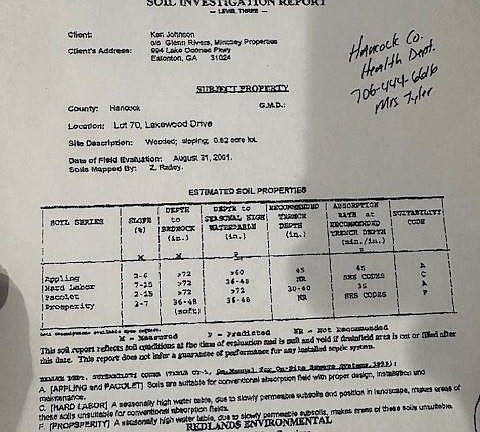 SOIL INVESTIGATION REPORT
— LEVEL THREE —
Client: Ken Johnson
c/o Glenn Rivers, Minchey Properties
Client's Address: 994 Lake Oconee Pkwy
Eatonton, GA 31024
Hancock Co.
Health Dept.
706-444-6616
Mrs Tyler
SUBJECT PROPERTY
County: Hancock G.M.D.:
Location: Lot 70, Lakewood Drive
Site Description: Wooded; sloping; 0.62 acre lot.
Date of Field Evaluation: August 31, 2001.
Soils Mapped By: Z. Radey.
ESTIMATED SOIL PROPERTIES
SOIL SERIES SLOPE (%) DEPTH to BEDROCK (in.) DEPTH to SEASONAL HIGH WATERTABLE (in.) RECOMMENDED TRENCH DEPTH (in.) ABSORPTION RATE at RECOMMENDED TRENCH DEPTH (min./in.) SUITABILITY CODE
M M P P
Appling 2-6 >72 >60 45 45 A
Hard Labor 7-15 >72 36-48 NR SEE CODES C
Pacolet 2-15 >72 >72 30-40 35 A
Prosperity 2-7 36-48 (soft) 36-48 NR SEE CODES F
Soil descriptions available upon request.
M = Measured P = Predicted NR = Not Recommended
This soil report reflects soil conditions at the time of evaluation and is null and void if drainfield area is cut or filled after
this date. This report does not infer a guarantee of performance for any installed septic system.
A. [APPLING and PACOLET] Soils are suitable for conventional absorption field with proper design, installation and
maintenance.
C. [HARD LABOR] A seasonally high water table, due to slowly permeable subsoils and position in landscape, makes areas of
these soils unsuitable for conventional absorption fields.
F. [PROSPERITY] A seasonally high water table, due to slowly permeable subsoils, makes areas of these soils unsuitable
REDLANDS ENVIRONMENTAL